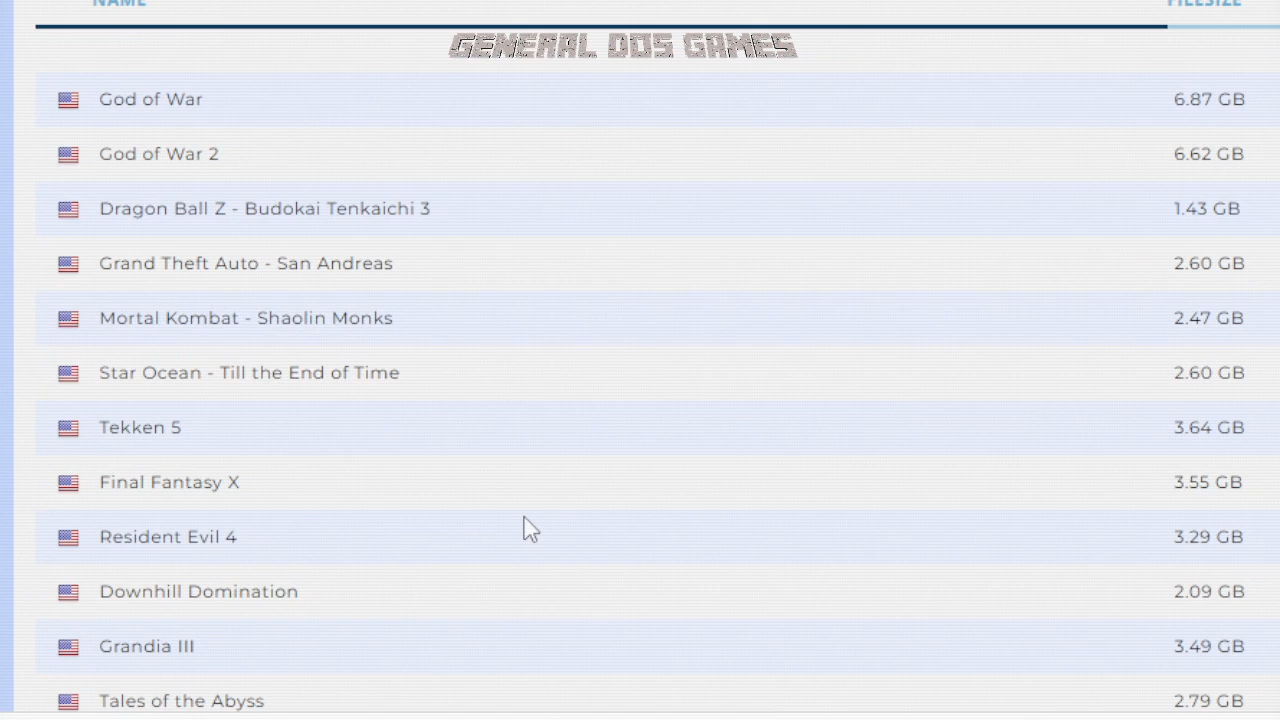 NAME FILESIZE
GENERAL DOS GAMES
God of War 6.87 GB
God of War 2 6.62 GB
Dragon Ball Z - Budokai Tenkaichi 3 1.43 GB
Grand Theft Auto - San Andreas 2.60 GB
Mortal Kombat - Shaolin Monks 2.47 GB
Star Ocean - Till the End of Time 2.60 GB
Tekken 5 3.64 GB
Final Fantasy X 3.55 GB
Resident Evil 4 3.29 GB
Downhill Domination 2.09 GB
Grandia III 3.49 GB
Tales of the Abyss 2.79 GB